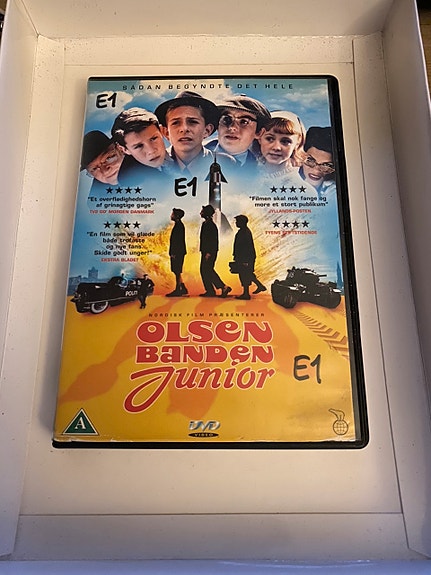 SÅDAN BEGYNDTE DET HELE
E1
E1
★★★★
"Et overflødighedshorn
af grinagtige gags"
TV2 GO' MORGEN DANMARK
★★★★
"Filmen skal nok fange og
more et stort publikum"
JYLLANDS-POSTEN
★★★★
"En film som vil glæde
både trofaste
og nye fans...
Skide godt unger!"
EKSTRA BLADET
★★★★
FYENS STIFTSTIDENDE
POLITI
NORDISK FILM PRÆSENTERER
OLSEN
BANDEN
Junior
E1
A
DVD
VIDEO